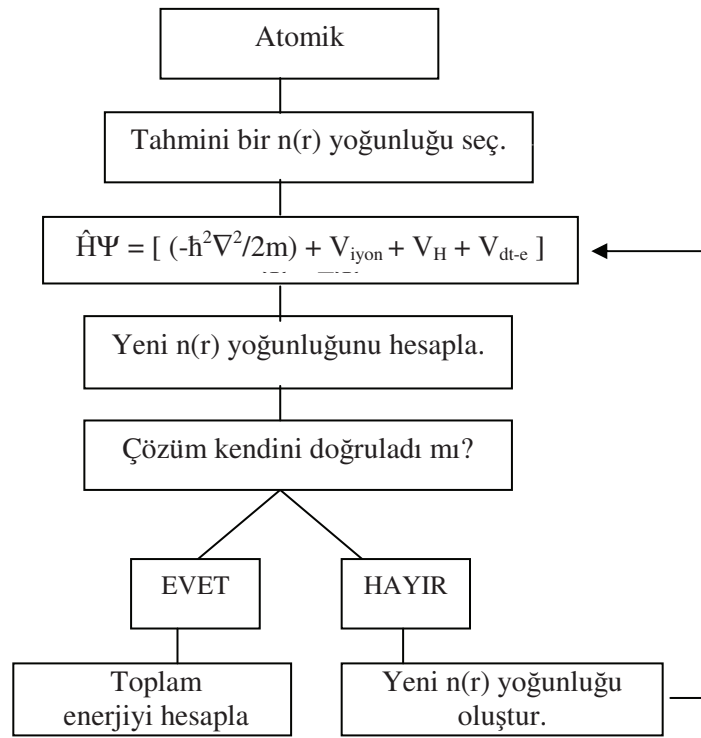 Atomik
Tahmini bir n(r) yoğunluğu seç.
ĤΨ = [ (-ħ²∇²/2m) + V_iyon + V_H + V_dt-e ]
Yeni n(r) yoğunluğunu hesapla.
Çözüm kendini doğruladı mı?
EVET
HAYIR
Toplam
enerjiyi hesapla
Yeni n(r) yoğunluğu
oluştur.